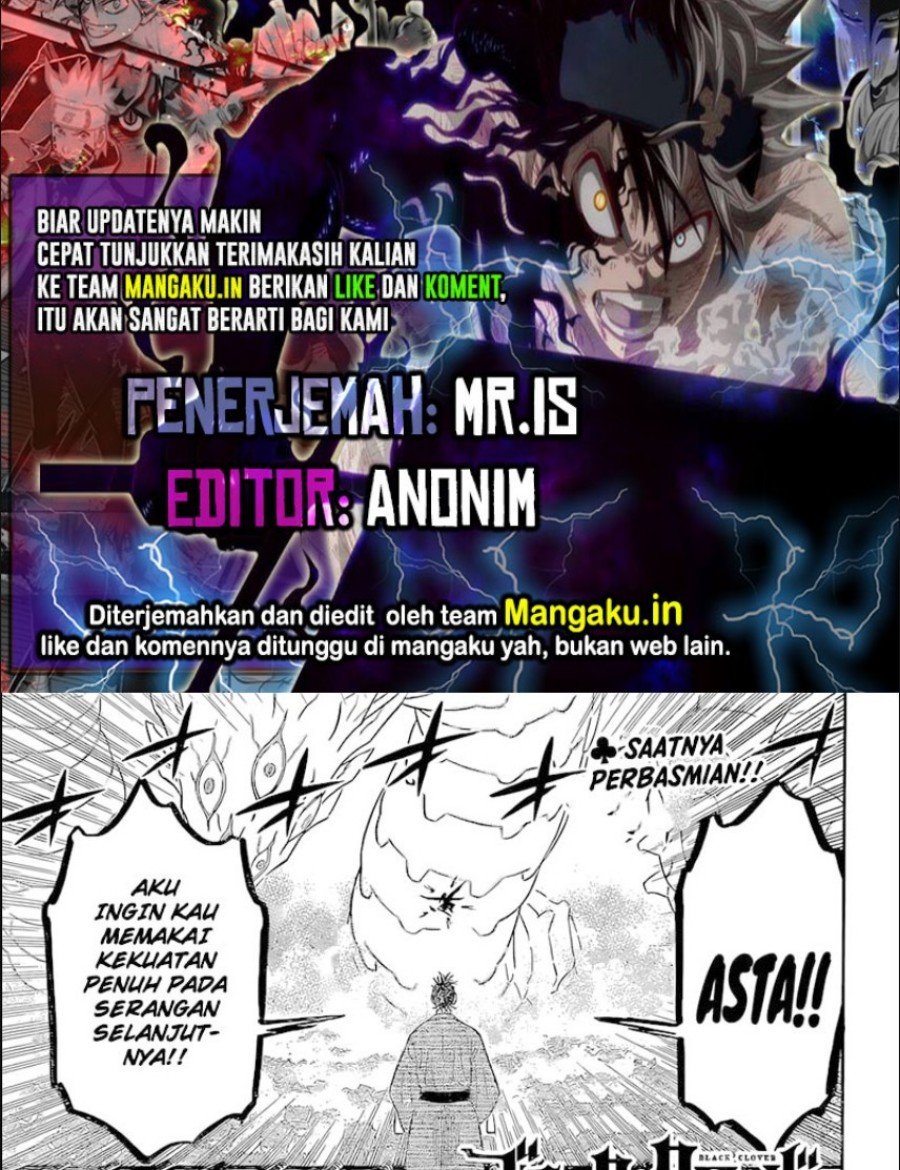 BIAR UPDATENYA MAKIN
CEPAT TUNJUKKAN TERIMAKASIH KALIAN
KE TEAM MANGAKU.in BERIKAN LIKE DAN KOMENT,
ITU AKAN SANGAT BERARTI BAGI KAMI
PENERJEMAH: MR.IS
EDITOR: ANONIM
Diterjemahkan dan diedit oleh team Mangaku.in
like dan komennya ditunggu di mangaku yah, bukan web lain.
♣ SAATNYA
PERBASMIAN!!
ASTA!!
AKU
INGIN KAU
MEMAKAI
KEKUATAN
PENUH PADA
SERANGAN
SELANJUT-
NYA!!
BLACK CLOVER